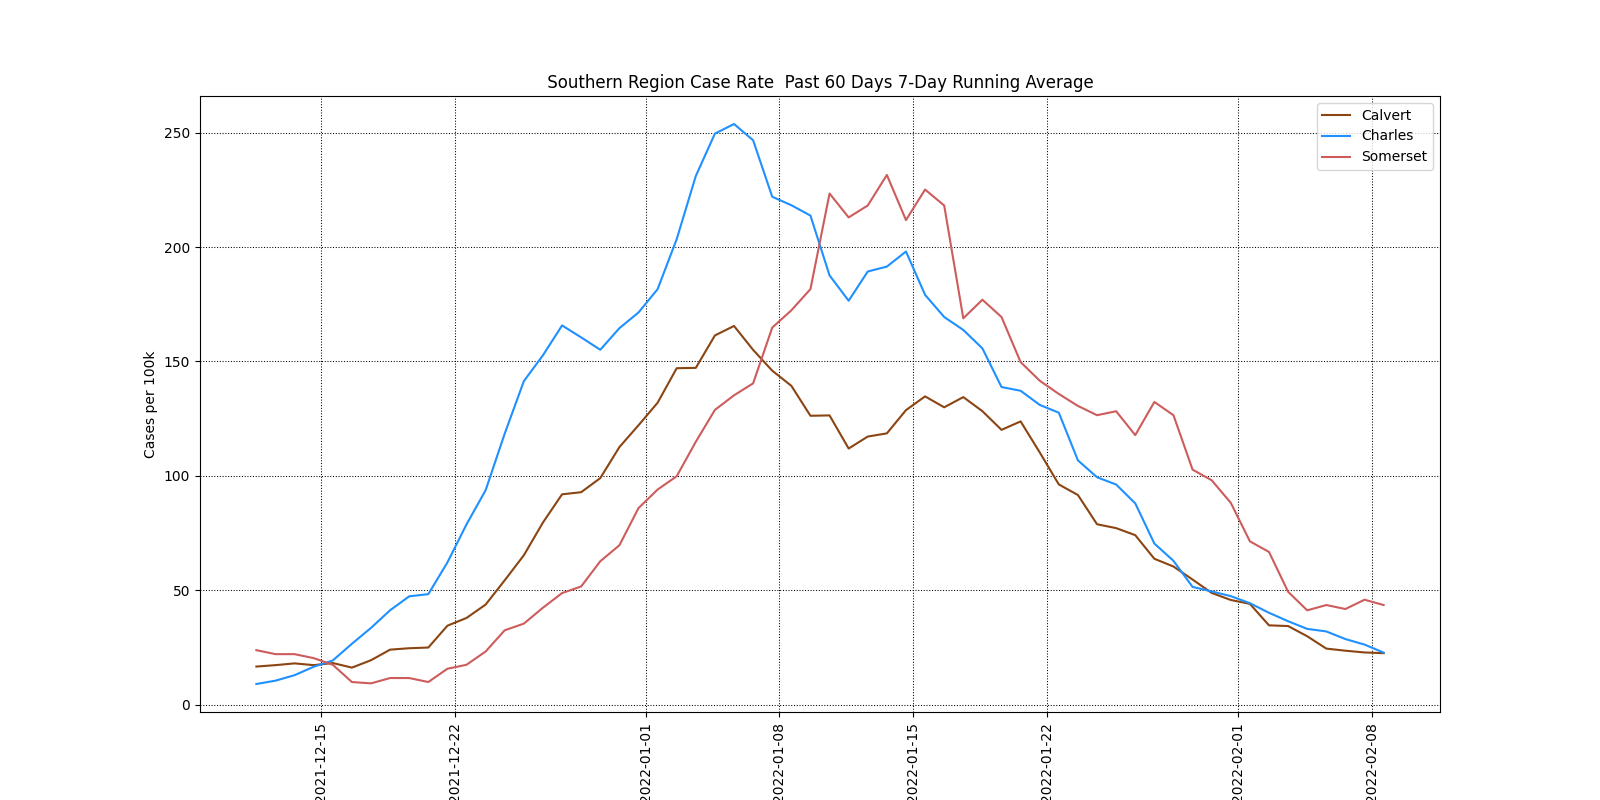 Southern Region Case Rate  Past 60 Days 7-Day Running Average
Calvert
Charles
Somerset
Cases per 100k
250
200
150
100
50
0
2021-12-15
2021-12-22
2022-01-01
2022-01-08
2022-01-15
2022-01-22
2022-02-01
2022-02-08